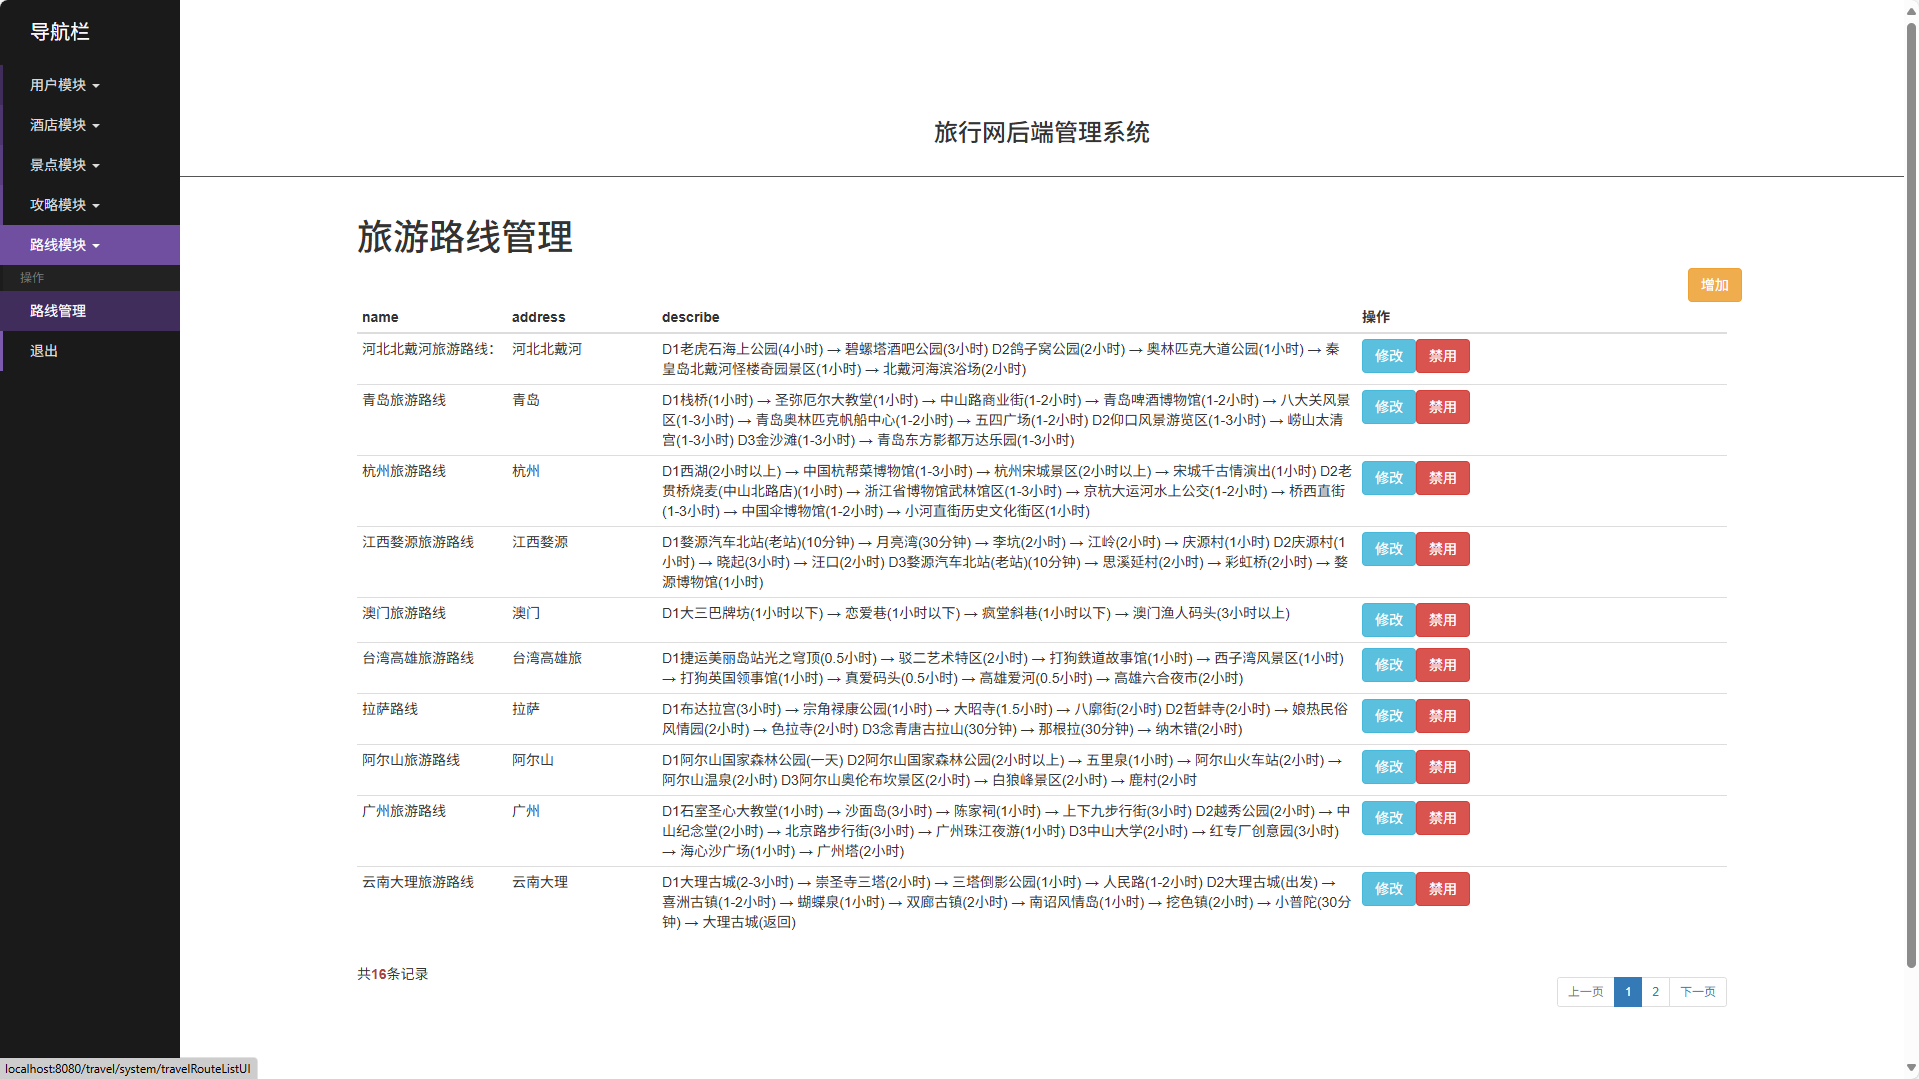 导航栏
用户模块
酒店模块
景点模块
攻略模块
路线模块
操作
路线管理
退出
旅行网后端管理系统
旅游路线管理
增加
name address describe 操作
河北北戴河旅游路线： 河北北戴河 D1老虎石海上公园(4小时) → 碧螺塔酒吧公园(3小时) D2鸽子窝公园(2小时) → 奥林匹克大道公园(1小时) → 秦 修改 禁用
皇岛北戴河怪楼奇园景区(1小时) → 北戴河海滨浴场(2小时)
青岛旅游路线 青岛 D1栈桥(1小时) → 圣弥厄尔大教堂(1小时) → 中山路商业街(1-2小时) → 青岛啤酒博物馆(1-2小时) → 八大关风景 修改 禁用
区(1-3小时) → 青岛奥林匹克帆船中心(1-2小时) → 五四广场(1-2小时) D2仰口风景游览区(1-3小时) → 崂山太清
宫(1-3小时) D3金沙滩(1-3小时) → 青岛东方影都万达乐园(1-3小时)
杭州旅游路线 杭州 D1西湖(2小时以上) → 中国杭帮菜博物馆(1-3小时) → 杭州宋城景区(2小时以上) → 宋城千古情演出(1小时) D2老 修改 禁用
贯桥烧麦(中山北路店)(1小时) → 浙江省博物馆武林馆区(1-3小时) → 京杭大运河水上公交(1-2小时) → 桥西直街
(1-3小时) → 中国伞博物馆(1-2小时) → 小河直街历史文化街区(1小时)
江西婺源旅游路线 江西婺源 D1婺源汽车北站(老站)(10分钟) → 月亮湾(30分钟) → 李坑(2小时) → 江岭(2小时) → 庆源村(1小时) D2庆源村(1 修改 禁用
小时) → 晓起(3小时) → 汪口(2小时) D3婺源汽车北站(老站)(10分钟) → 思溪延村(2小时) → 彩虹桥(2小时) → 婺
源博物馆(1小时)
澳门旅游路线 澳门 D1大三巴牌坊(1小时以下) → 恋爱巷(1小时以下) → 疯堂斜巷(1小时以下) → 澳门渔人码头(3小时以上) 修改 禁用
台湾高雄旅游路线 台湾高雄旅 D1捷运美丽岛站光之穹顶(0.5小时) → 驳二艺术特区(2小时) → 打狗鉄道故事馆(1小时) → 西子湾风景区(1小时) 修改 禁用
→ 打狗英国领事馆(1小时) → 真爱码头(0.5小时) → 高雄爱河(0.5小时) → 高雄六合夜市(2小时)
拉萨路线 拉萨 D1布达拉宫(3小时) → 宗角禄康公园(1小时) → 大昭寺(1.5小时) → 八廓街(2小时) D2哲蚌寺(2小时) → 娘热民俗 修改 禁用
风情园(2小时) → 色拉寺(2小时) D3念青唐古拉山(30分钟) → 那根拉(30分钟) → 纳木错(2小时)
阿尔山旅游路线 阿尔山 D1阿尔山国家森林公园(一天) D2阿尔山国家森林公园(2小时以上) → 五里泉(1小时) → 阿尔山火车站(2小时) → 修改 禁用
阿尔山温泉(2小时) D3阿尔山奥伦布坎景区(2小时) → 白狼峰景区(2小时) → 鹿村(2小时
广州旅游路线 广州 D1石室圣心大教堂(1小时) → 沙面岛(3小时) → 陈家祠(1小时) → 上下九步行街(3小时) D2越秀公园(2小时) → 中 修改 禁用
山纪念堂(2小时) → 北京路步行街(3小时) → 广州珠江夜游(1小时) D3中山大学(2小时) → 红专厂创意园(3小时)
→ 海心沙广场(1小时) → 广州塔(2小时)
云南大理旅游路线 云南大理 D1大理古城(2-3小时) → 崇圣寺三塔(2小时) → 三塔倒影公园(1小时) → 人民路(1-2小时) D2大理古城(出发) → 修改 禁用
喜洲古镇(1-2小时) → 蝴蝶泉(1小时) → 双廊古镇(2小时) → 南诏风情岛(1小时) → 挖色镇(2小时) → 小普陀(30分
钟) → 大理古城(返回)
共16条记录
上一页 1 2 下一页
localhost:8080/travel/system/travelRouteListUI